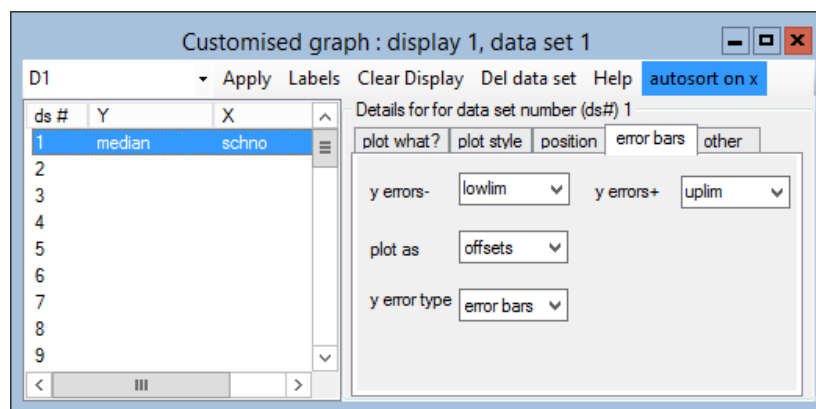 Customised graph : display 1, data set 1
D1 Apply Labels Clear Display Del data set Help autosort on x
ds # Y X
1 median schno
2
3
4
5
6
7
8
9
Details for for data set number (ds#) 1
plot what? plot style position error bars other
y errors- lowlim y errors+ uplim
plot as offsets
y error type error bars